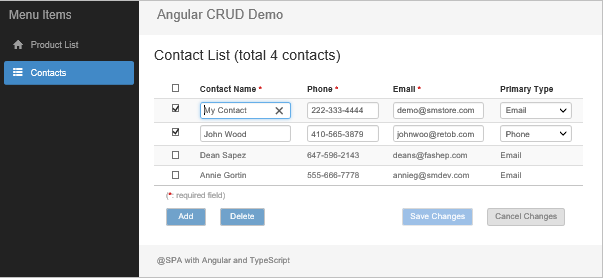 Menu Items
Angular CRUD Demo
Product List
Contacts
Contact List (total 4 contacts)
Contact Name * Phone * Email * Primary Type
My Contact 222-333-4444 demo@smstore.com Email
John Wood 410-565-3879 johnwoo@retob.com Phone
Dean Sapez 647-596-2143 deans@fashep.com Email
Annie Gortin 555-666-7778 annieg@smdev.com Email
(*: required field)
Add Delete Save Changes Cancel Changes
@SPA with Angular and TypeScript